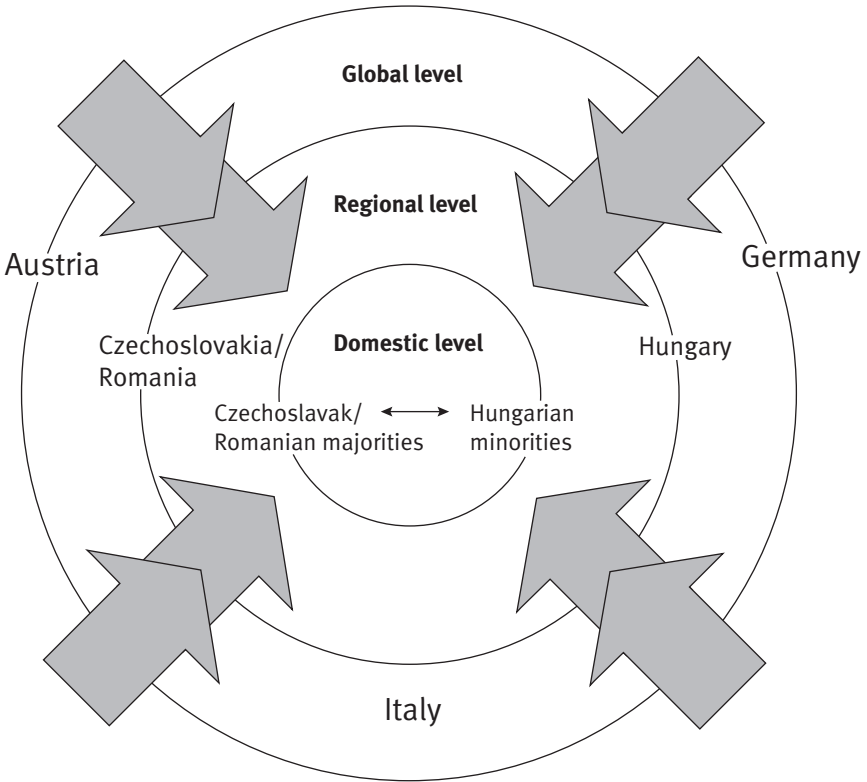 Global level
Regional level
Austria
Germany
Czechoslovakia/
Romania
Domestic level
Hungary
Czechoslavak/
Romanian majorities
Hungarian
minorities
Italy